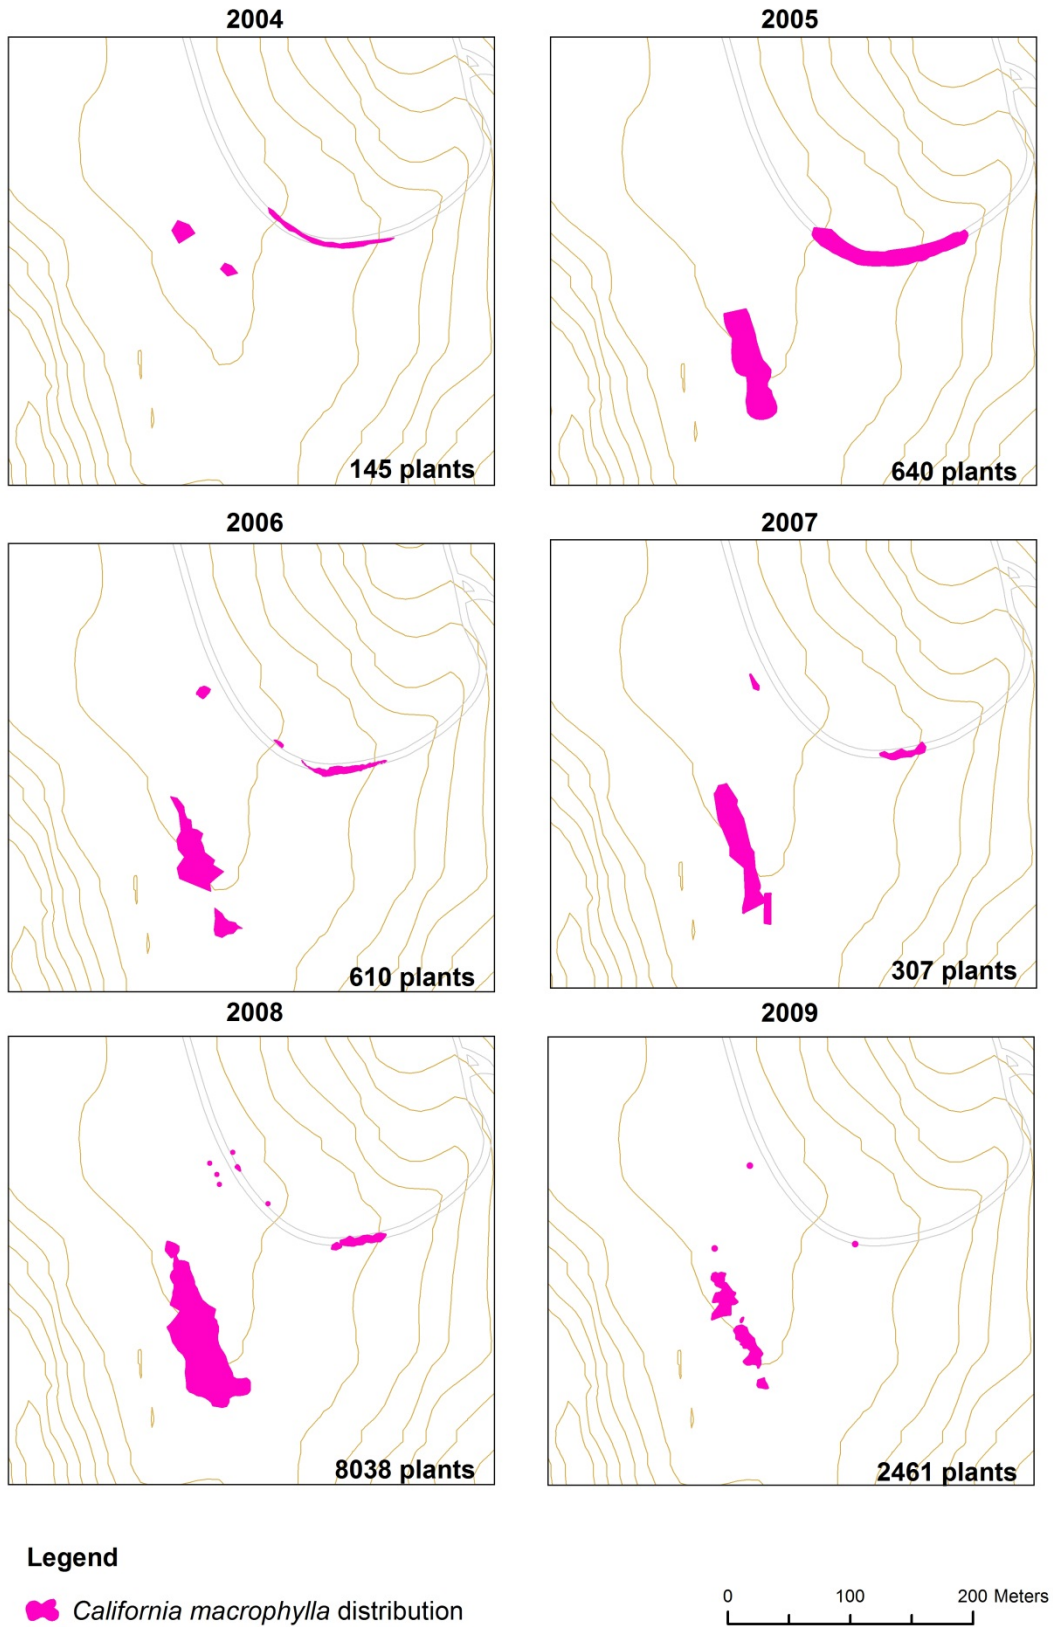 2004 2005
145 plants 640 plants
2006 2007
610 plants 307 plants
2008 2009
8038 plants 2461 plants
Legend
California macrophylla distribution
0 100 200 Meters